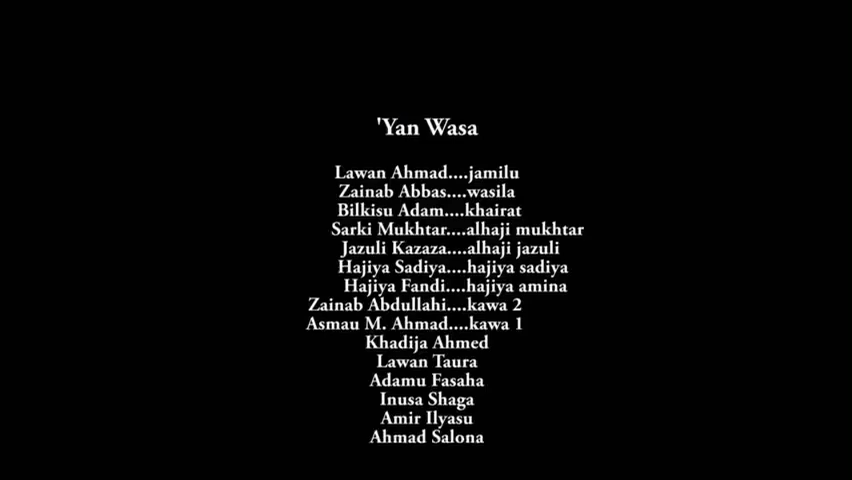 'Yan Wasa
Lawan Ahmad....jamilu
Zainab Abbas....wasila
Bilkisu Adam....khairat
Sarki Mukhtar....alhaji mukhtar
Jazuli Kazaza....alhaji jazuli
Hajiya Sadiya....hajiya sadiya
Hajiya Fandi....hajiya amina
Zainab Abdullahi....kawa 2
Asmau M. Ahmad....kawa 1
Khadija Ahmed
Lawan Taura
Adamu Fasaha
Inusa Shaga
Amir Ilyasu
Ahmad Salona